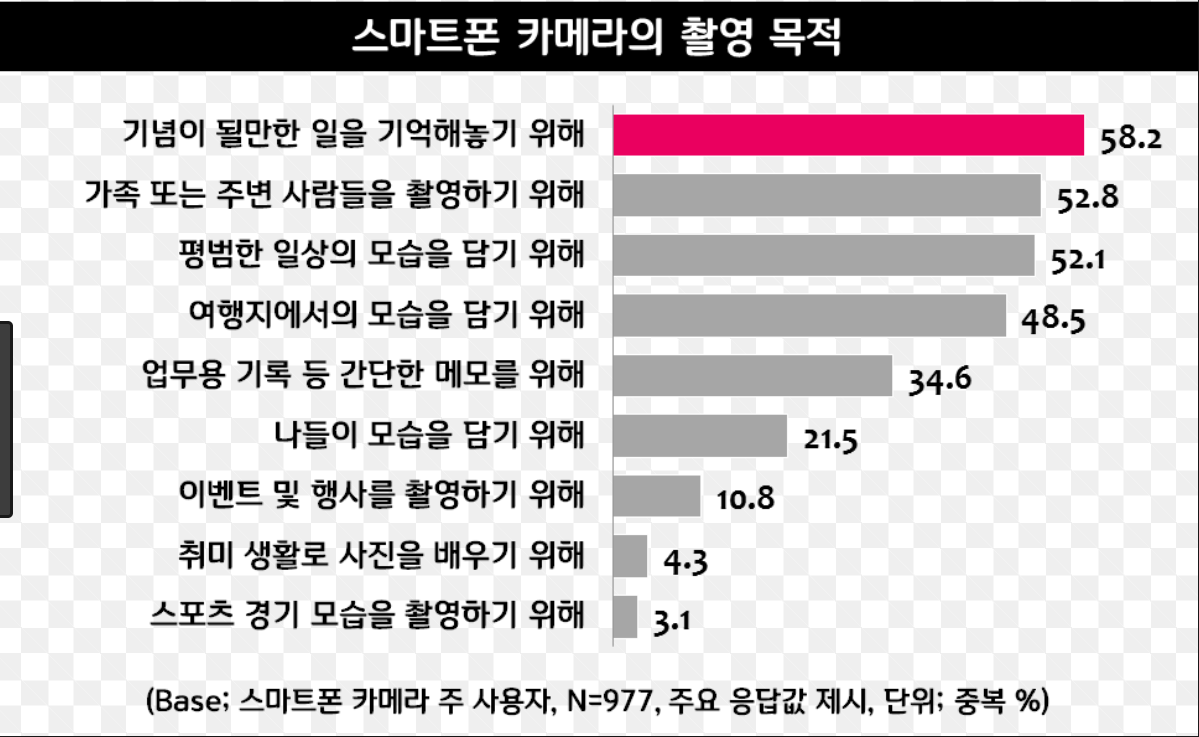 스마트폰 카메라의 촬영 목적
기념이 될만한 일을 기억해놓기 위해 58.2
가족 또는 주변 사람들을 촬영하기 위해 52.8
평범한 일상의 모습을 담기 위해 52.1
여행지에서의 모습을 담기 위해 48.5
업무용 기록 등 간단한 메모를 위해 34.6
나들이 모습을 담기 위해 21.5
이벤트 및 행사를 촬영하기 위해 10.8
취미 생활로 사진을 배우기 위해 4.3
스포츠 경기 모습을 촬영하기 위해 3.1
(Base; 스마트폰 카메라 주 사용자, N=977, 주요 응답값 제시, 단위; 중복 %)